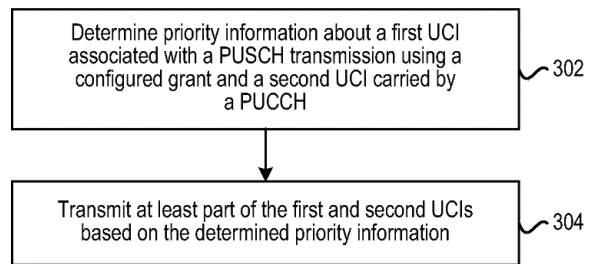 Determine priority information about a first UCI
associated with a PUSCH transmission using a
configured grant and a second UCI carried by
a PUCCH
302
Transmit at least part of the first and second UCIs
based on the determined priority information
304